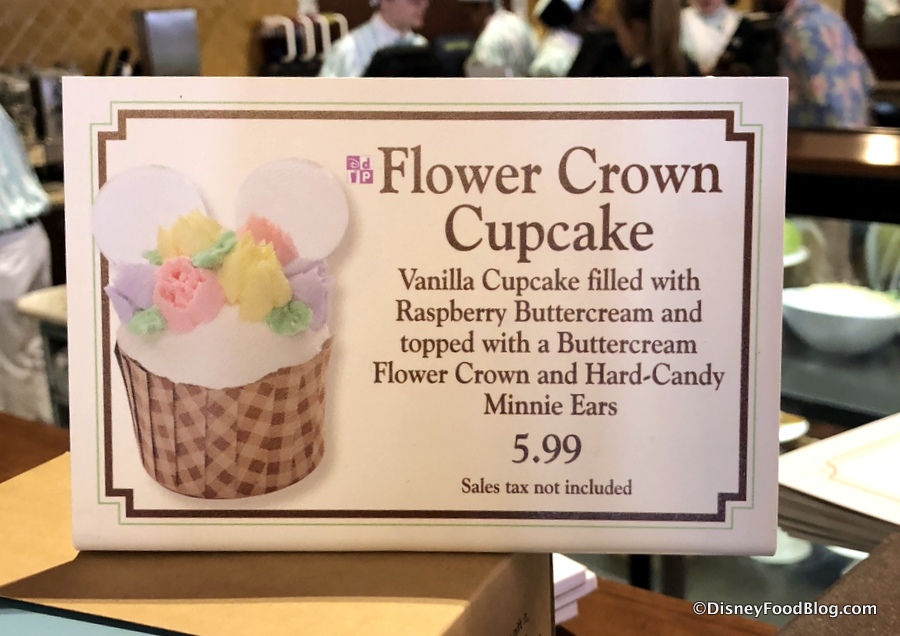 DDP
Flower Crown
Cupcake
Vanilla Cupcake filled with
Raspberry Buttercream and
topped with a Buttercream
Flower Crown and Hard-Candy
Minnie Ears
5.99
Sales tax not included
©DisneyFoodBlog.com